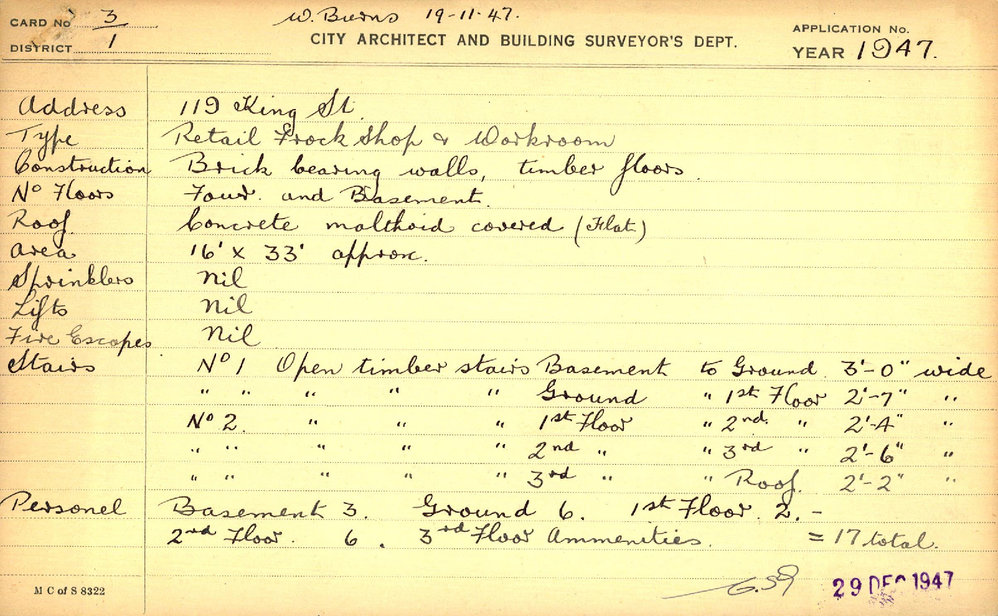 CARD No 3 W. Burns 19-11-47. APPLICATION No.
DISTRICT 1 CITY ARCHITECT AND BUILDING SURVEYOR'S DEPT. YEAR 1947.
Address 119 King St.
Type Retail Frock Shop & Workroom
Construction Brick bearing walls, timber floors.
No Floors Four and Basement.
Roof. Concrete malthoid covered (Flat)
Area 16' x 33' approx.
Sprinklers Nil
Lifts Nil
Fire Escapes. Nil
Stairs No 1 Open timber stairs Basement to Ground 3'-0" wide
" " " " " Ground " 1st Floor 2'-7" "
No 2. " " " 1st Floor " 2nd. " 2'-4" "
" " " " " 2nd " " 3rd " 2'-6" "
" " " " " 3rd " " Roof. 2'-2" "
Personel Basement 3. Ground 6. 1st Floor 2. -
2nd Floor. 6. 3rd Floor Ammenities. = 17 total.
M C of S 8322 29 DEC 1947